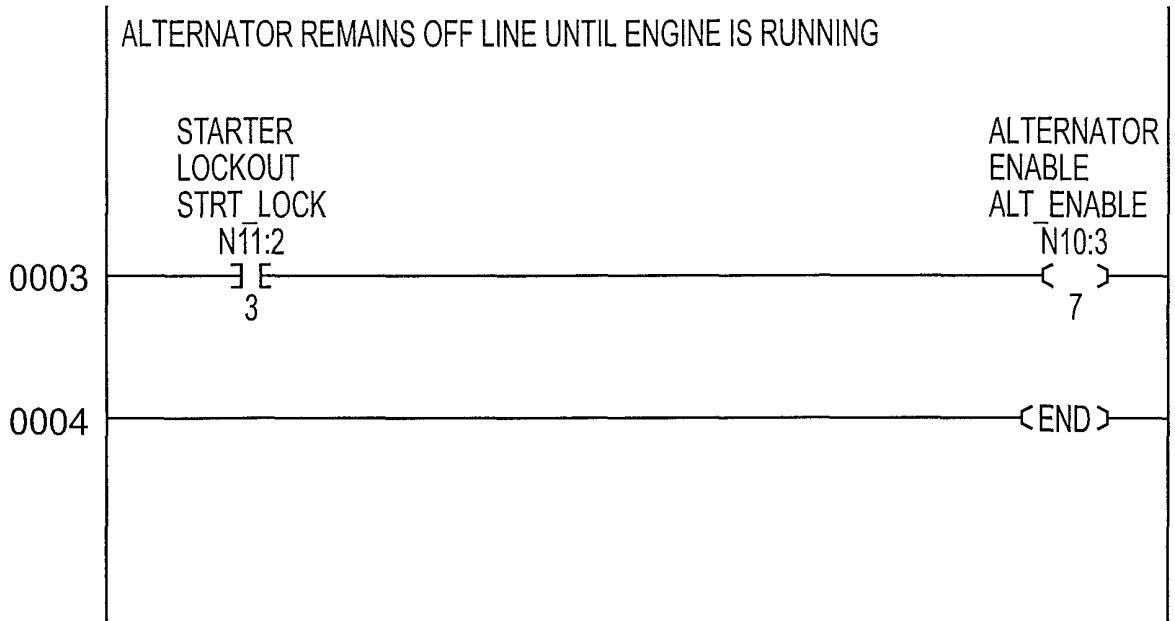 ALTERNATOR REMAINS OFF LINE UNTIL ENGINE IS RUNNING
STARTER
LOCKOUT
STRT_LOCK
N11:2
3
ALTERNATOR
ENABLE
ALT_ENABLE
N10:3
7
0003
0004
END